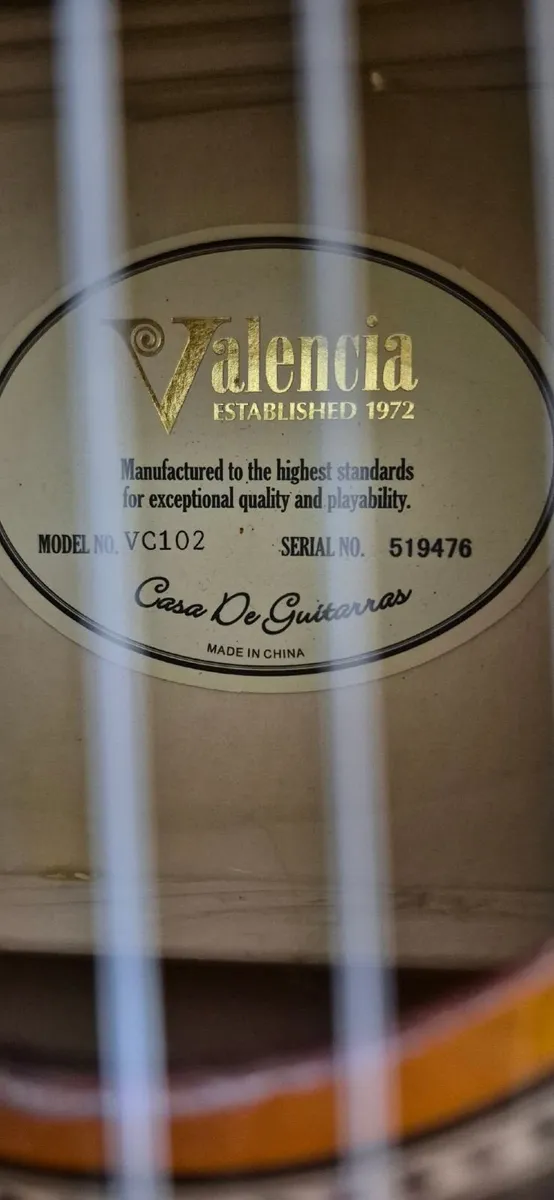 Valencia
ESTABLISHED 1972
Manufactured to the highest standards
for exceptional quality and playability.
MODEL NO. VC102 SERIAL NO. 519476
Casa De Guitarras
MADE IN CHINA